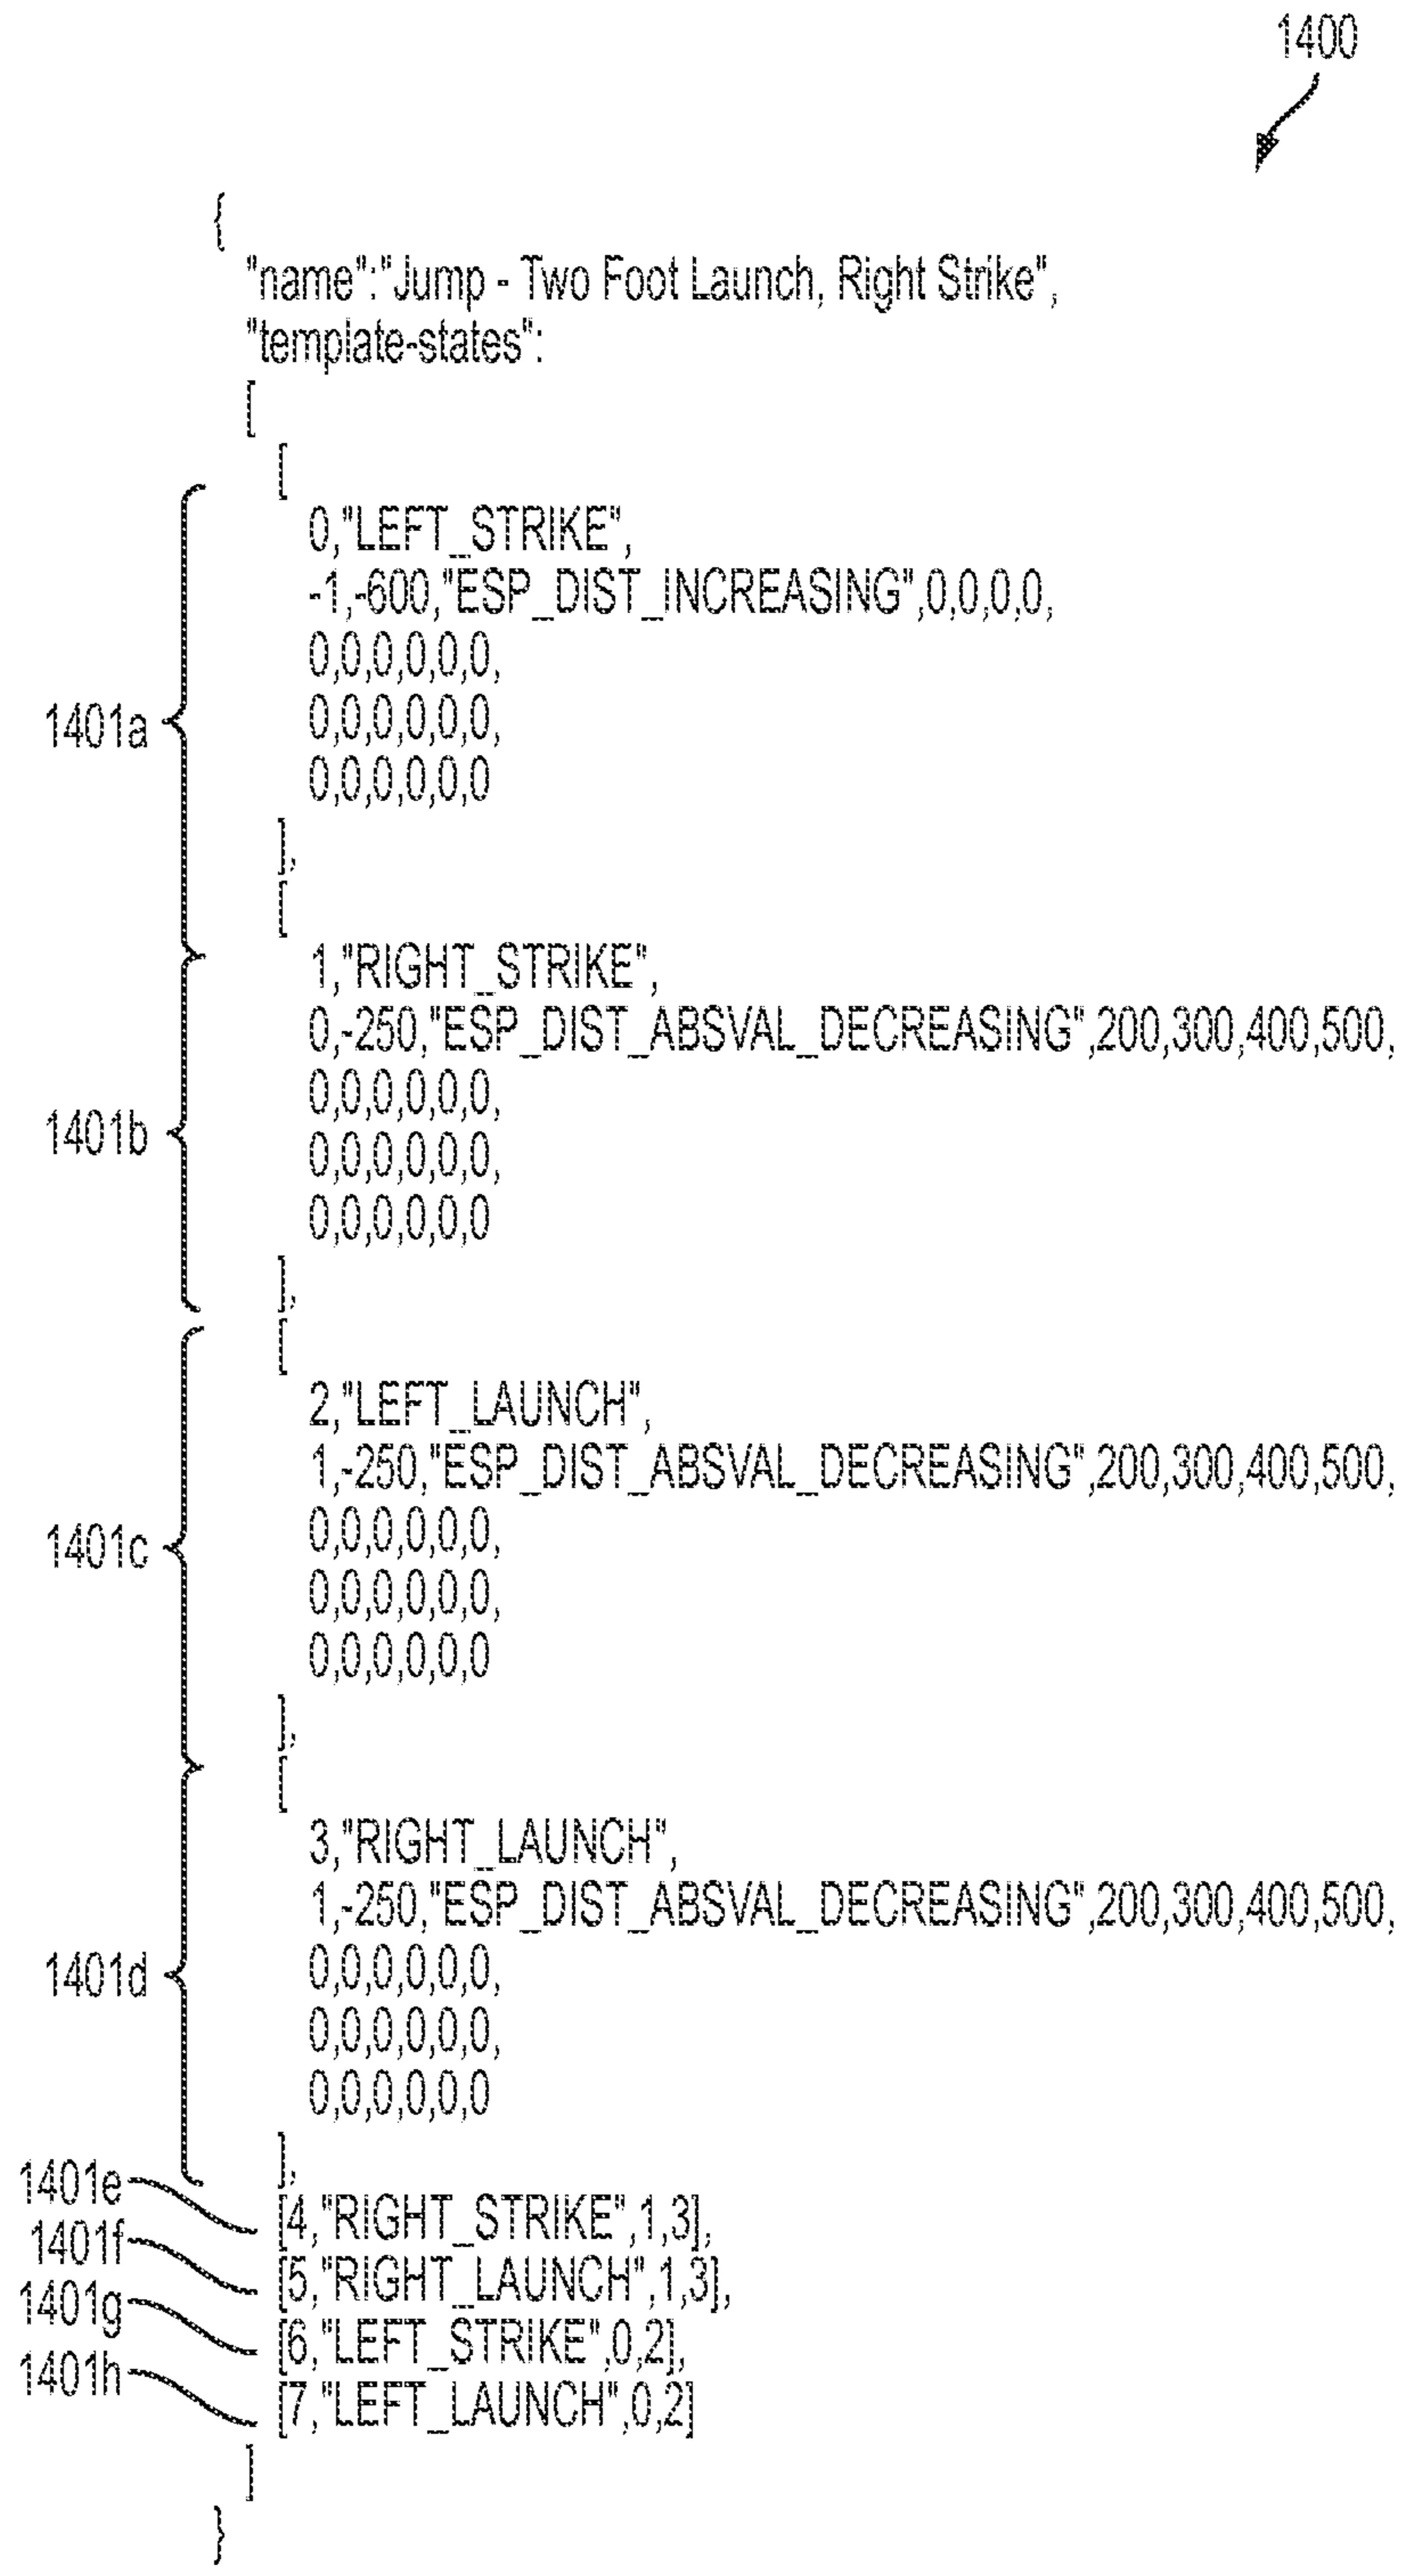 1400
{
"name":"Jump - Two Foot Launch, Right Strike",
"template-states":
[
[
0,"LEFT_STRIKE",
-1,-600,"ESP_DIST_INCREASING",0,0,0,0,
0,0,0,0,0,0,
1401a
0,0,0,0,0,0,
0,0,0,0,0,0
],
[
1,"RIGHT_STRIKE",
0,-250,"ESP_DIST_ABSVAL_DECREASING",200,300,400,500,
0,0,0,0,0,0,
1401b
0,0,0,0,0,0,
0,0,0,0,0,0
],
[
2,"LEFT_LAUNCH",
1,-250,"ESP_DIST_ABSVAL_DECREASING",200,300,400,500,
0,0,0,0,0,0,
1401c
0,0,0,0,0,0,
0,0,0,0,0,0
],
[
3,"RIGHT_LAUNCH",
1,-250,"ESP_DIST_ABSVAL_DECREASING",200,300,400,500,
0,0,0,0,0,0,
1401d
0,0,0,0,0,0,
0,0,0,0,0,0
],
1401e
[4,"RIGHT_STRIKE",1,3],
1401f
[5,"RIGHT_LAUNCH",1,3],
1401g
[6,"LEFT_STRIKE",0,2],
1401h
[7,"LEFT_LAUNCH",0,2]
]
}